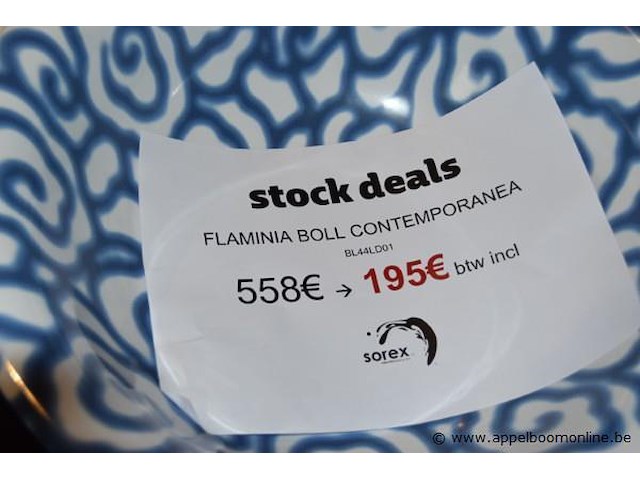 stock deals
FLAMINIA BOLL CONTEMPORANEA
BL44LD01
558€ → 195€ btw incl
sorex
© www.appelboomonline.be